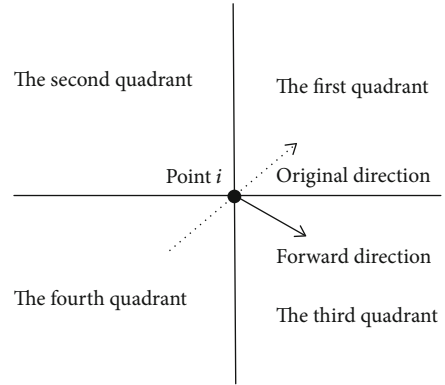 The second quadrant
The first quadrant
Point i
Original direction
Forward direction
The fourth quadrant
The third quadrant